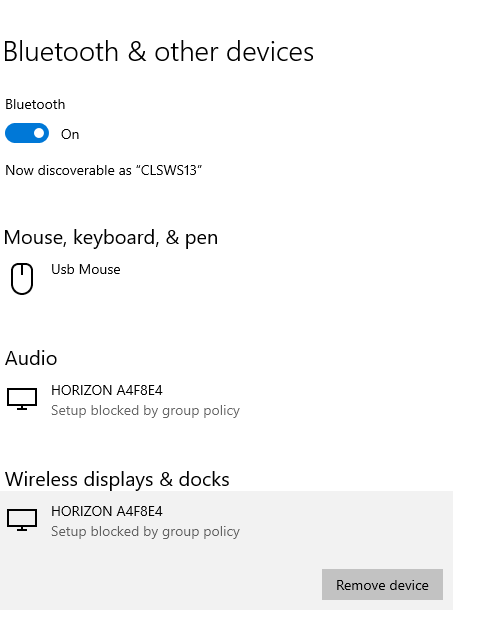 Bluetooth & other devices
Bluetooth
On
Now discoverable as “CLSWS13”
Mouse, keyboard, & pen
Usb Mouse
Audio
HORIZON A4F8E4
Setup blocked by group policy
Wireless displays & docks
HORIZON A4F8E4
Setup blocked by group policy
Remove device